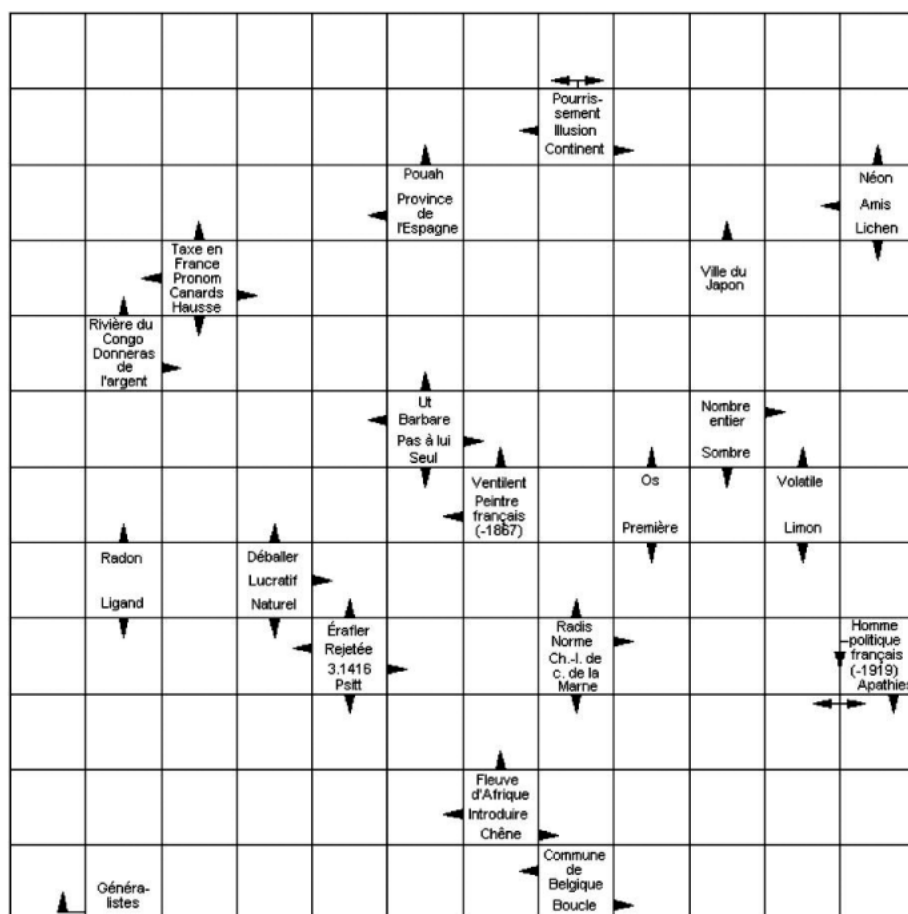 Pourris-
sement
Illusion
Continent
Pouah
Province
de
l'Espagne
Néon
Amis
Lichen
Taxe en
France
Pronom
Canards
Hausse
Ville du
Japon
Rivière du
Congo
Donneras
de
l'argent
Ut
Barbare
Pas à lui
Seul
Nombre
entier
Sombre
Ventilent
Peintre
français
(-1867)
Os
Première
Volatile
Limon
Radon
Ligand
Déballer
Lucratif
Naturel
Érafler
Rejetée
3.1416
Psitt
Radis
Norme
Ch.-l. de
c. de la
Marne
Homme
politique
français
(-1919)
Apathies
Fleuve
d'Afrique
Introduire
Chêne
Généra-
listes
Commune
de
Belgique
Boucle